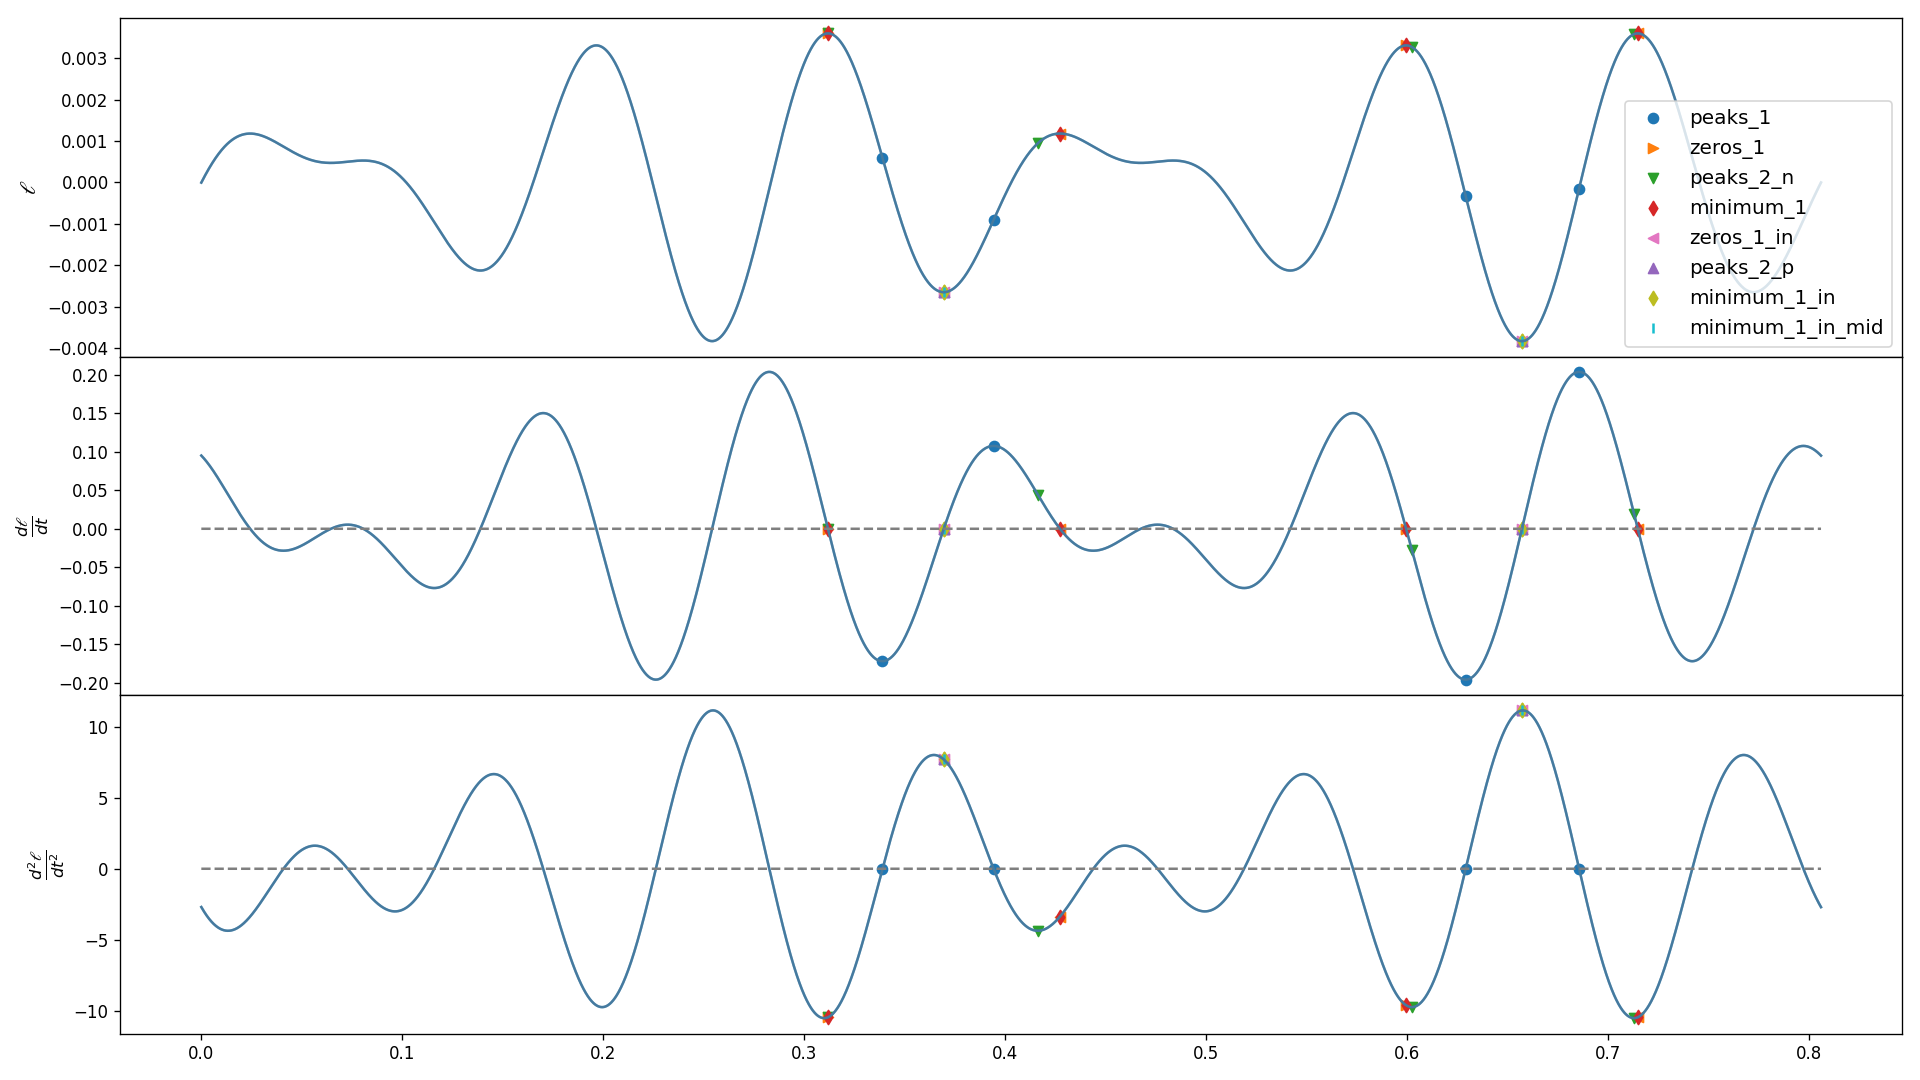 0.003
0.002
0.001
0.000
−0.001
−0.002
−0.003
−0.004
ℓ
peaks_1
zeros_1
peaks_2_n
minimum_1
zeros_1_in
peaks_2_p
minimum_1_in
minimum_1_in_mid
0.20
0.15
0.10
0.05
0.00
−0.05
−0.10
−0.15
−0.20
dℓ/dt
10
5
0
−5
−10
d²ℓ/dt²
0.0 0.1 0.2 0.3 0.4 0.5 0.6 0.7 0.8